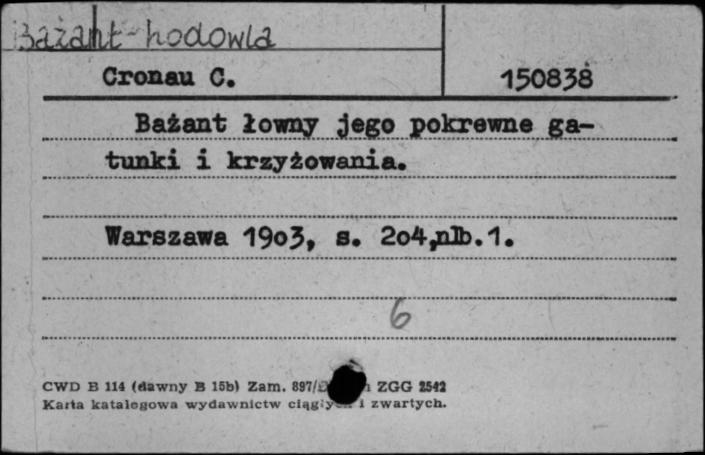 Bażant - hodowla
Cronau C. 150838
Bażant łowny jego pokrewne ga-
tunki i krzyżowania.
Warszawa 19o3, s. 2o4,nlb.1.
6
CWD B 114 (dawny B 15b) Zam. 897/ ZGG 2542
Karta katalogowa wydawnictw ciągłych i zwartych.